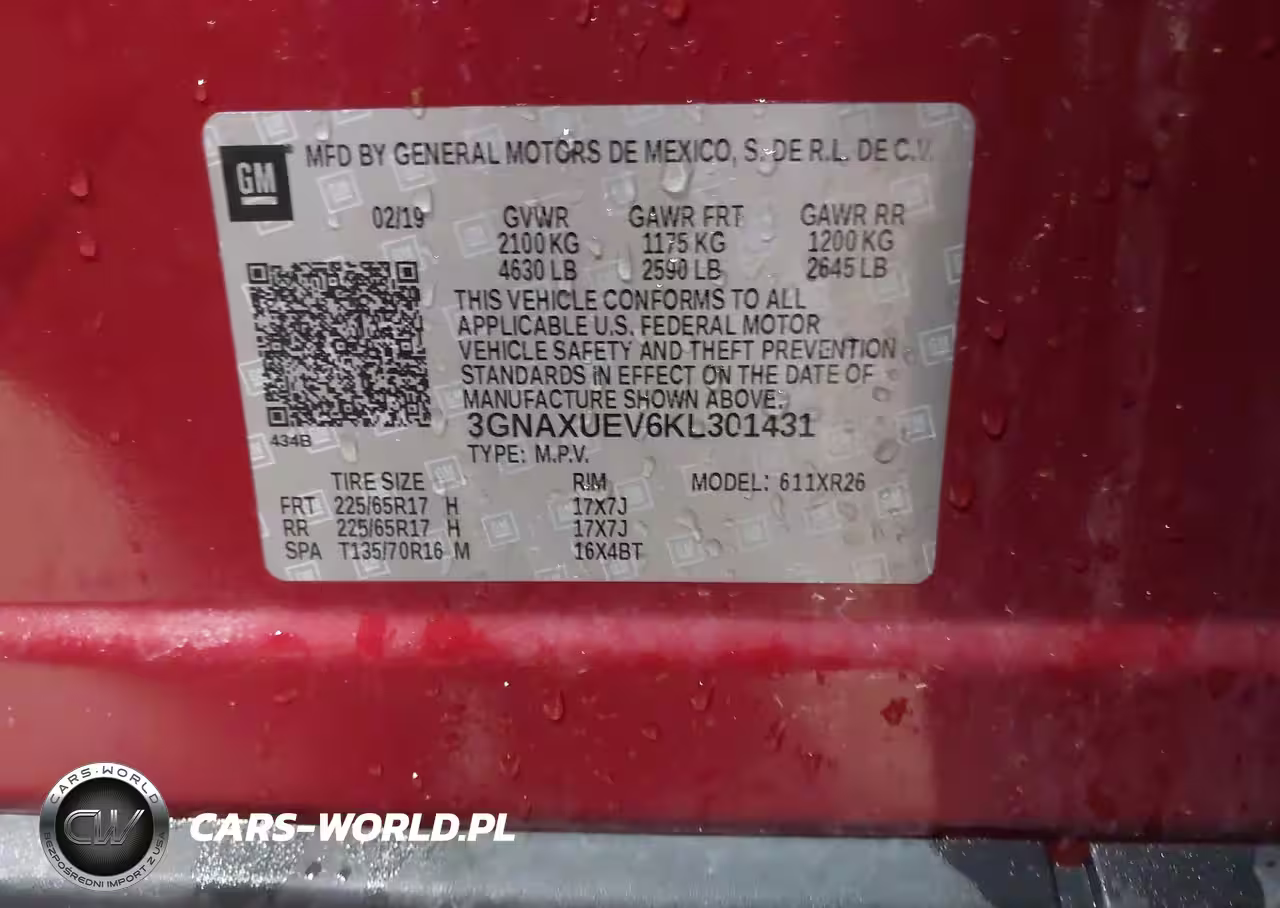 GM
MFD BY GENERAL MOTORS DE MEXICO, S. DE R.L. DE C.V.
02/19 GVWR GAWR FRT GAWR RR
2100 KG 1175 KG 1200 KG
4630 LB 2590 LB 2645 LB
THIS VEHICLE CONFORMS TO ALL
APPLICABLE U.S. FEDERAL MOTOR
VEHICLE SAFETY AND THEFT PREVENTION
STANDARDS IN EFFECT ON THE DATE OF
MANUFACTURE SHOWN ABOVE.
3GNAXUEV6KL301431
434B
TYPE: M.P.V.
TIRE SIZE RIM MODEL: 611XR26
FRT 225/65R17 H 17X7J
RR 225/65R17 H 17X7J
SPA T135/70R16 M 16X4BT
CARS-WORLD
CW
BEZPOŚREDNI IMPORT Z USA
CARS-WORLD.PL